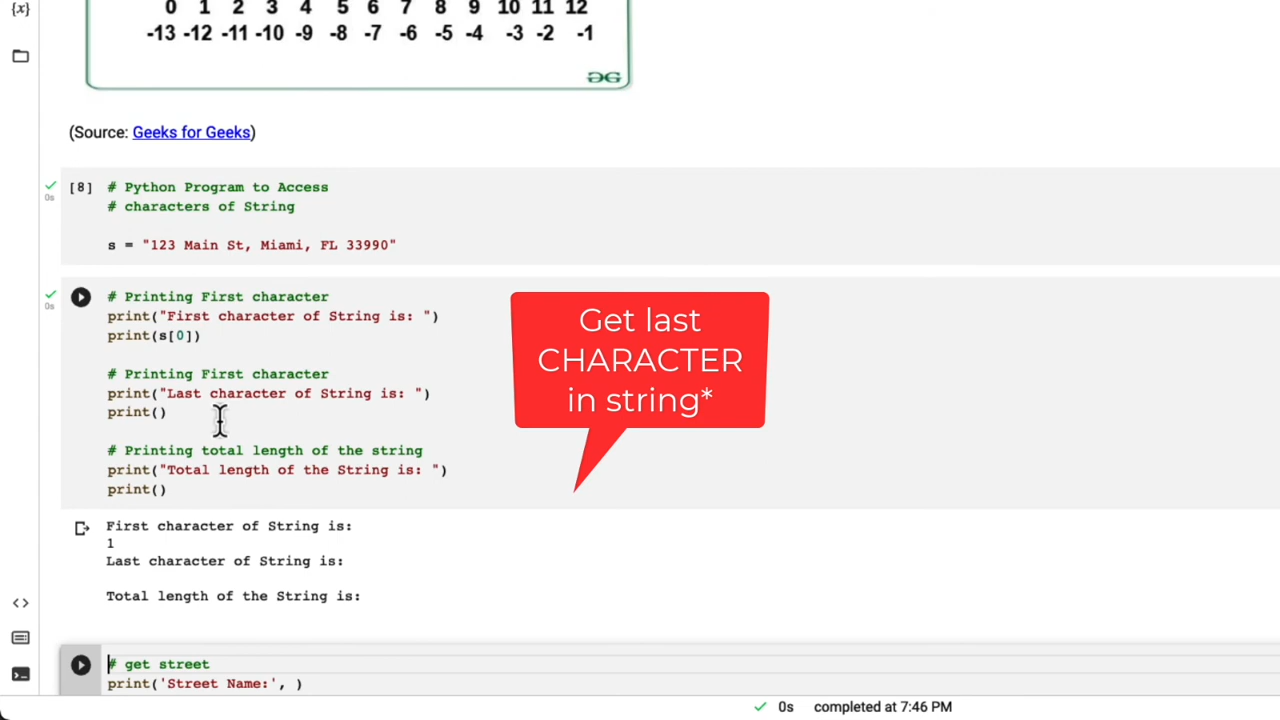 {x}
0 1 2 3 4 5 6 7 8 9 10 11 12
-13 -12 -11 -10 -9 -8 -7 -6 -5 -4 -3 -2 -1
(Source: Geeks for Geeks)
[8] # Python Program to Access
0s # characters of String
s = "123 Main St, Miami, FL 33990"
# Printing First character
0s
print("First character of String is: ")
print(s[0])
# Printing First character
print("Last character of String is: ")
print()
# Printing total length of the string
print("Total length of the String is: ")
print()
Get last
CHARACTER
in string*
First character of String is:
1
Last character of String is:
Total length of the String is:
# get street
print('Street Name:', )
0s completed at 7:46 PM